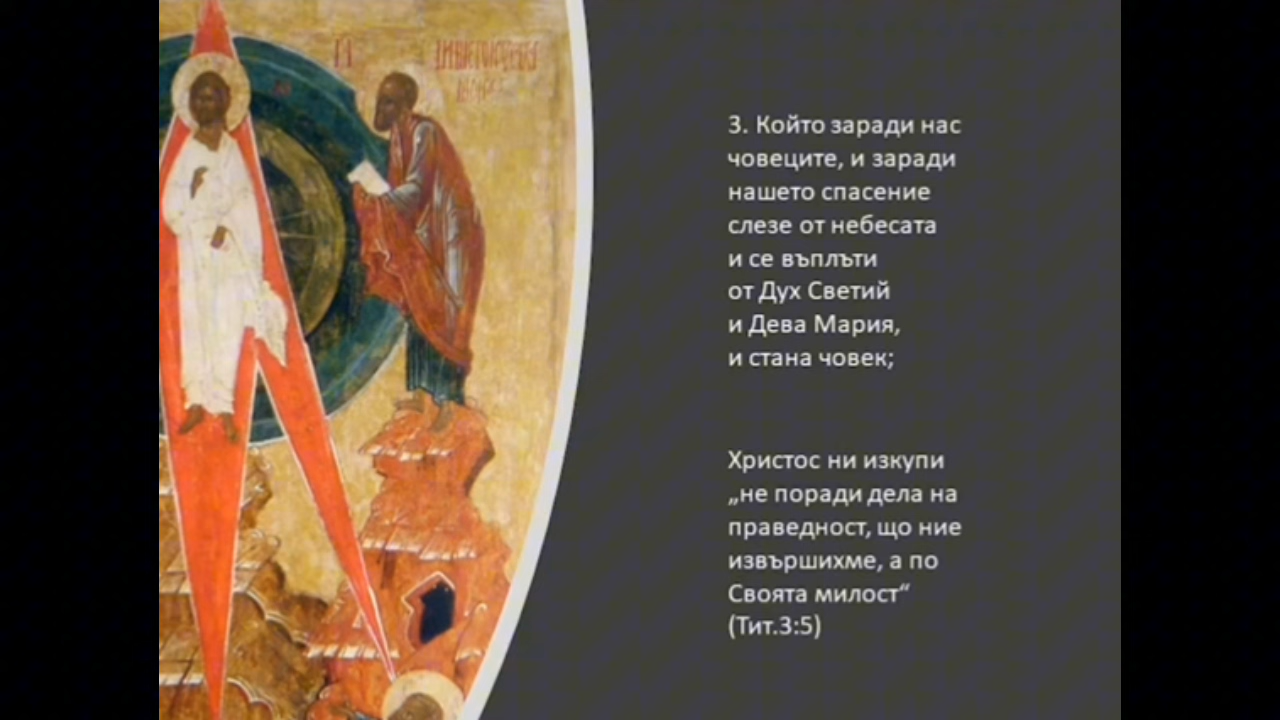 3. Който заради нас
човеците, и заради
нашето спасение
слезе от небесата
и се въплъти
от Дух Светий
и Дева Мария,
и стана човек;
Христос ни изкупи
„не поради дела на
праведност, що ние
извършихме, а по
Своята милост“
(Тит.3:5)